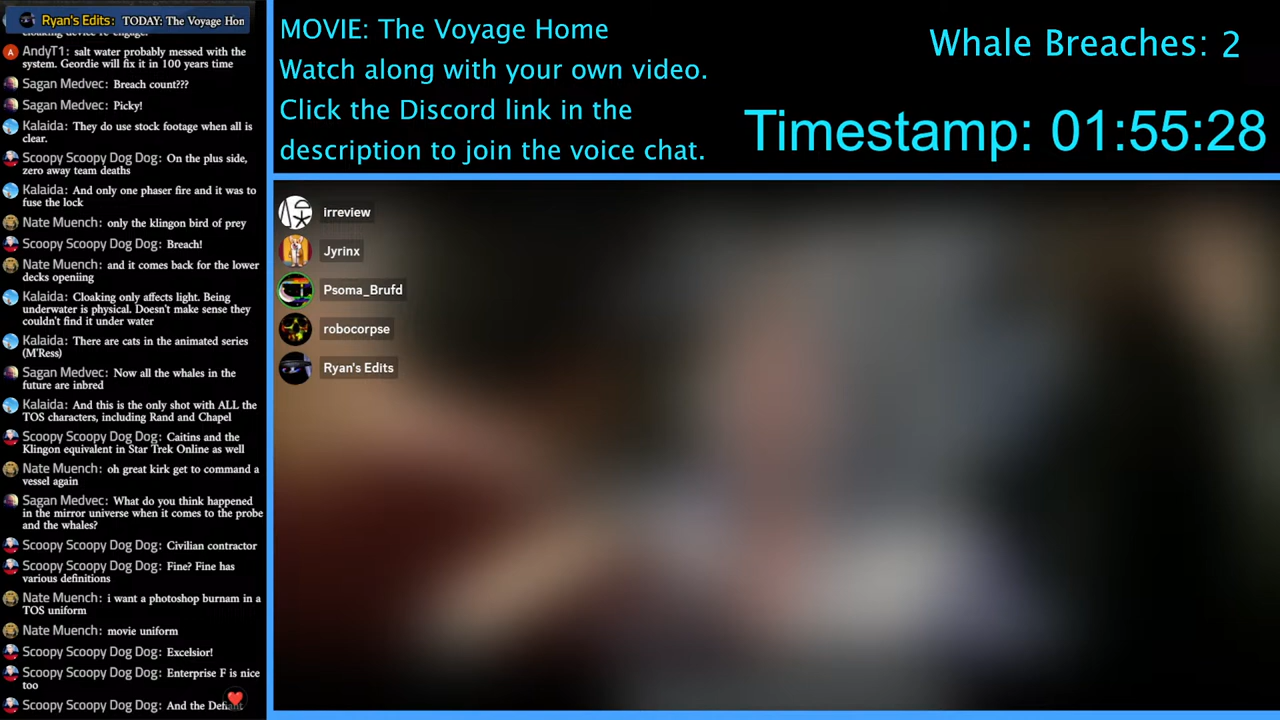 Ryan's Edits: TODAY: The Voyage Hom
cloaking device re-engage.
AndyT1: salt water probably messed with the
system. Geordie will fix it in 100 years time
Sagan Medvec: Breach count???
Sagan Medvec: Picky!
Kalaida: They do use stock footage when all is
clear.
Scoopy Scoopy Dog Dog: On the plus side,
zero away team deaths
Kalaida: And only one phaser fire and it was to
fuse the lock
Nate Muench: only the klingon bird of prey
Scoopy Scoopy Dog Dog: Breach!
Nate Muench: and it comes back for the lower
decks openiing
Kalaida: Cloaking only affects light. Being
underwater is physical. Doesn't make sense they
couldn't find it under water
Kalaida: There are cats in the animated series
(M'Ress)
Sagan Medvec: Now all the whales in the
future are inbred
Kalaida: And this is the only shot with ALL the
TOS characters, including Rand and Chapel
Scoopy Scoopy Dog Dog: Caitins and the
Klingon equivalent in Star Trek Online as well
Nate Muench: oh great kirk get to command a
vessel again
Sagan Medvec: What do you think happened
in the mirror universe when it comes to the probe
and the whales?
Scoopy Scoopy Dog Dog: Civilian contractor
Scoopy Scoopy Dog Dog: Fine? Fine has
various definitions
Nate Muench: i want a photoshop burnam in a
TOS uniform
Nate Muench: movie uniform
Scoopy Scoopy Dog Dog: Excelsior!
Scoopy Scoopy Dog Dog: Enterprise F is nice
too
Scoopy Scoopy Dog Dog: And the Defiant
MOVIE: The Voyage Home
Watch along with your own video.
Click the Discord link in the
description to join the voice chat.
Whale Breaches: 2
Timestamp: 01:55:28
irreview
Jyrinx
Psoma_Brufd
robocorpse
Ryan's Edits